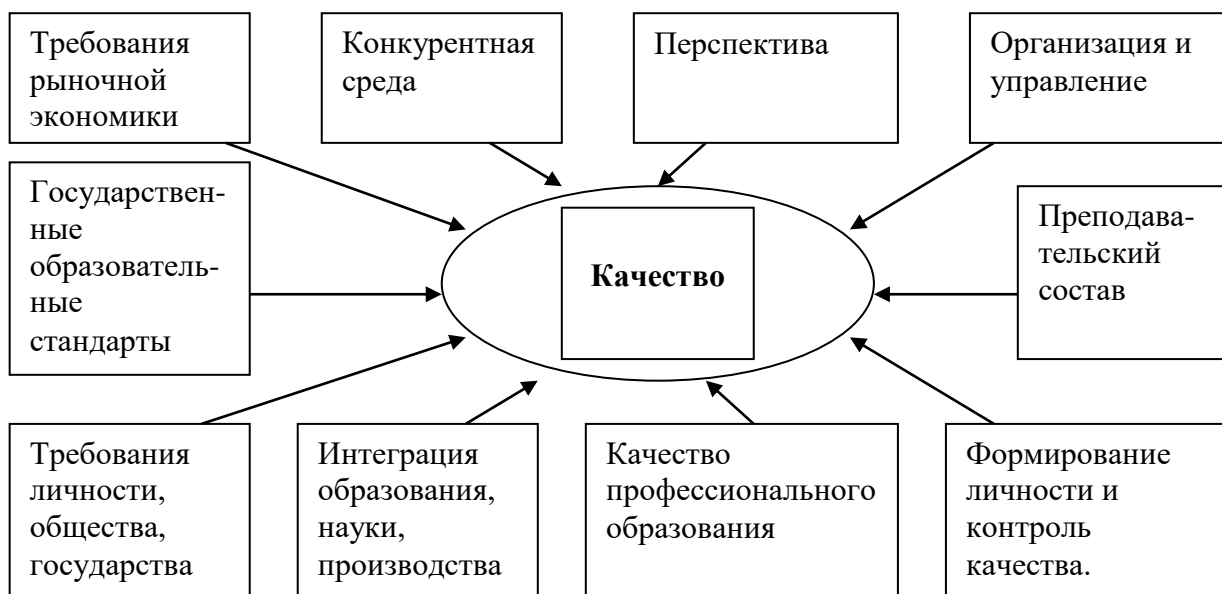 Требования
рыночной
экономики
Конкурентная
среда
Перспектива
Организация и
управление
Государствен-
ные
образователь-
ные
стандарты
Качество
Преподава-
тельский
состав
Требования
личности,
общества,
государства
Интеграция
образования,
науки,
производства
Качество
профессионального
образования
Формирование
личности и
контроль
качества.